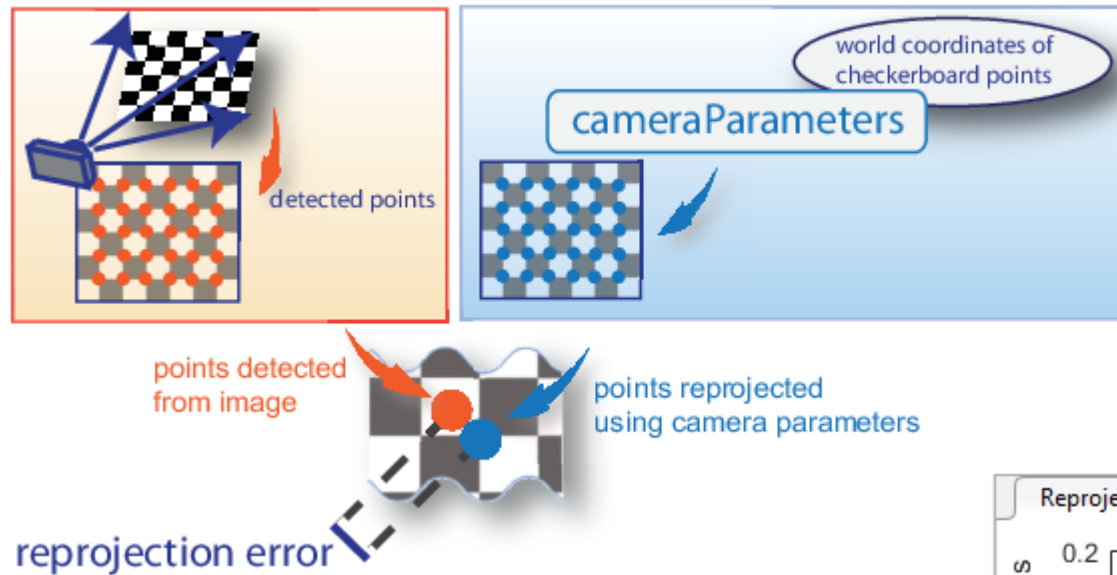 world coordinates of
checkerboard points
cameraParameters
detected points
points detected
from image
points reprojected
using camera parameters
reprojection error
0.2